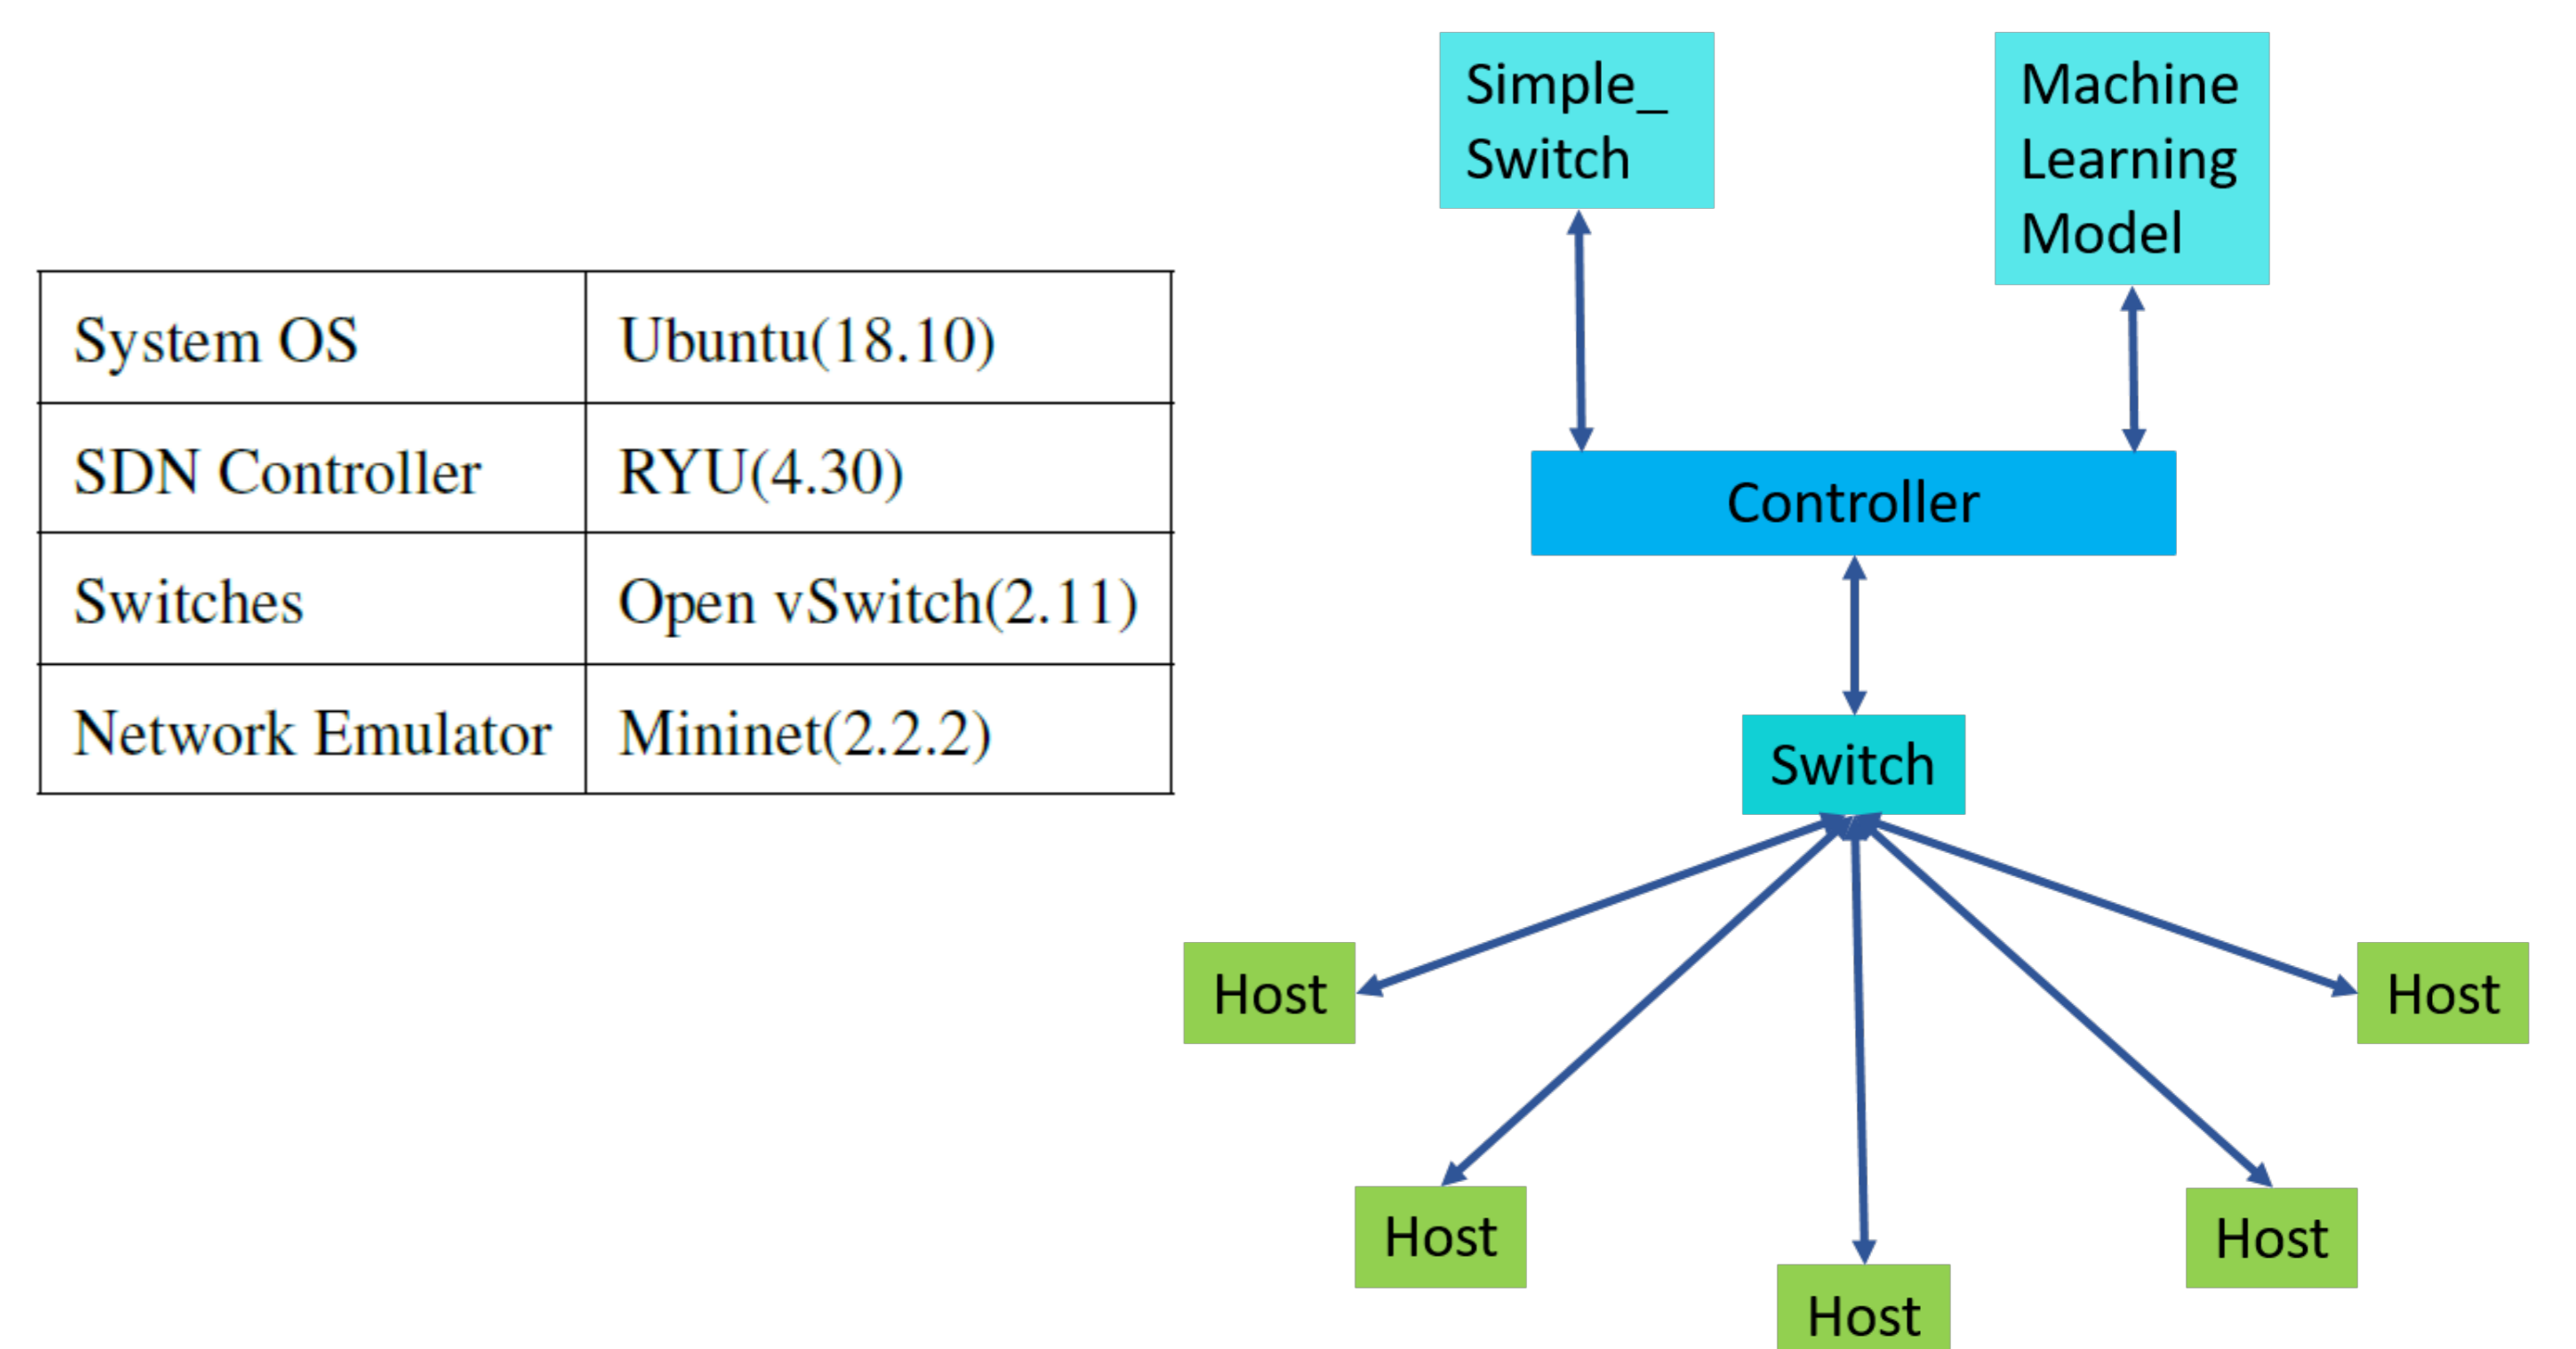 System OS Ubuntu(18.10)
SDN Controller RYU(4.30)
Switches Open vSwitch(2.11)
Network Emulator Mininet(2.2.2)
Simple_
Switch
Machine
Learning
Model
Controller
Switch
Host
Host
Host
Host
Host